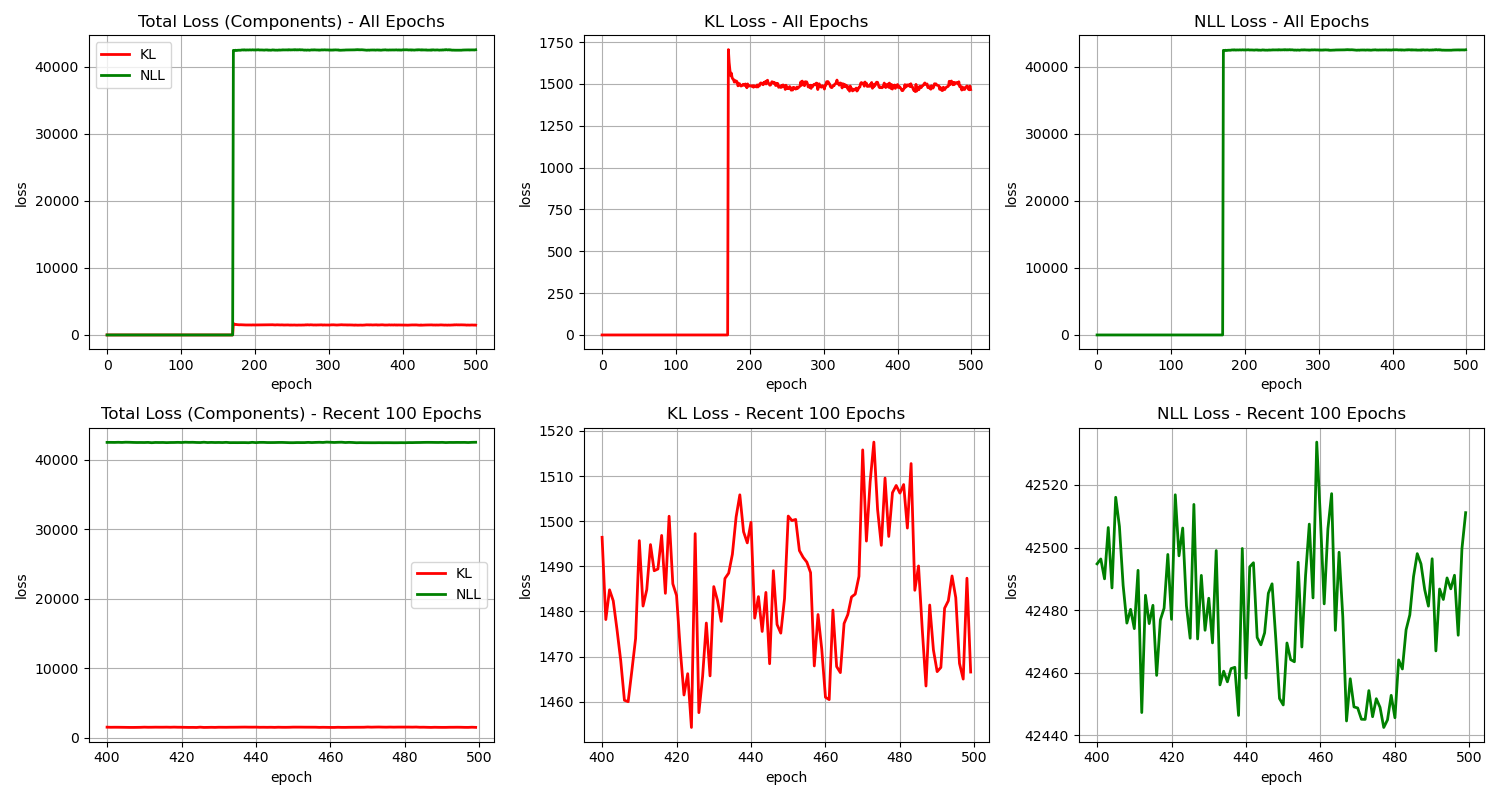 Total Loss (Components) - All Epochs
KL
NLL
loss
40000
30000
20000
10000
0
0 100 200 300 400 500
epoch
KL Loss - All Epochs
loss
1750
1500
1250
1000
750
500
250
0
0 100 200 300 400 500
epoch
NLL Loss - All Epochs
loss
40000
30000
20000
10000
0
0 100 200 300 400 500
epoch
Total Loss (Components) - Recent 100 Epochs
KL
NLL
loss
40000
30000
20000
10000
0
400 420 440 460 480 500
epoch
KL Loss - Recent 100 Epochs
loss
1520
1510
1500
1490
1480
1470
1460
400 420 440 460 480 500
epoch
NLL Loss - Recent 100 Epochs
loss
42520
42500
42480
42460
42440
400 420 440 460 480 500
epoch